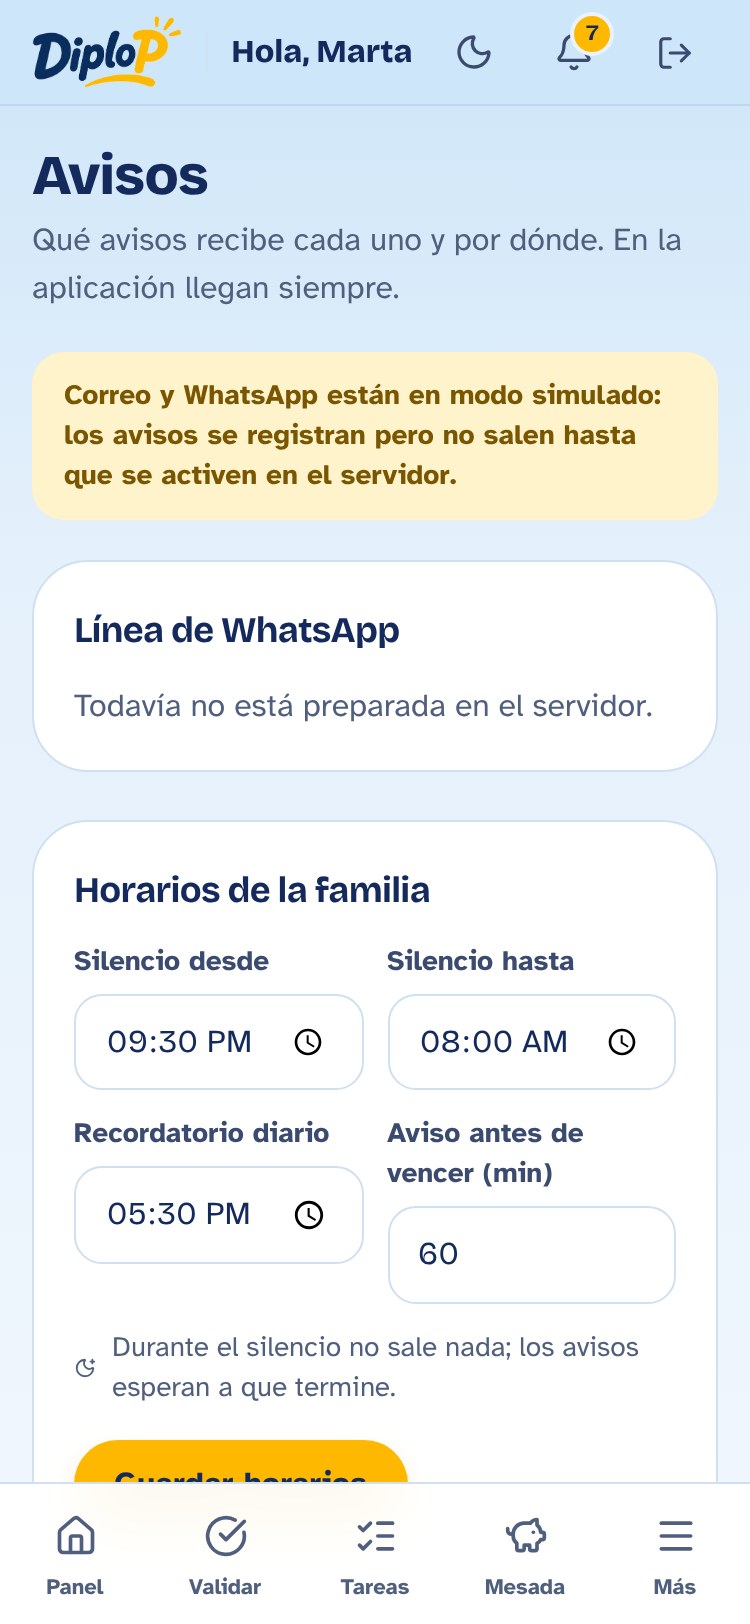 DiploP
Hola, Marta
7
Avisos
Qué avisos recibe cada uno y por dónde. En la
aplicación llegan siempre.
Correo y WhatsApp están en modo simulado:
los avisos se registran pero no salen hasta
que se activen en el servidor.
Línea de WhatsApp
Todavía no está preparada en el servidor.
Horarios de la familia
Silencio desde
Silencio hasta
09:30 PM
08:00 AM
Recordatorio diario
Aviso antes de
vencer (min)
05:30 PM
60
Durante el silencio no sale nada; los avisos
esperan a que termine.
Guardar horarios
Panel
Validar
Tareas
Mesada
Más